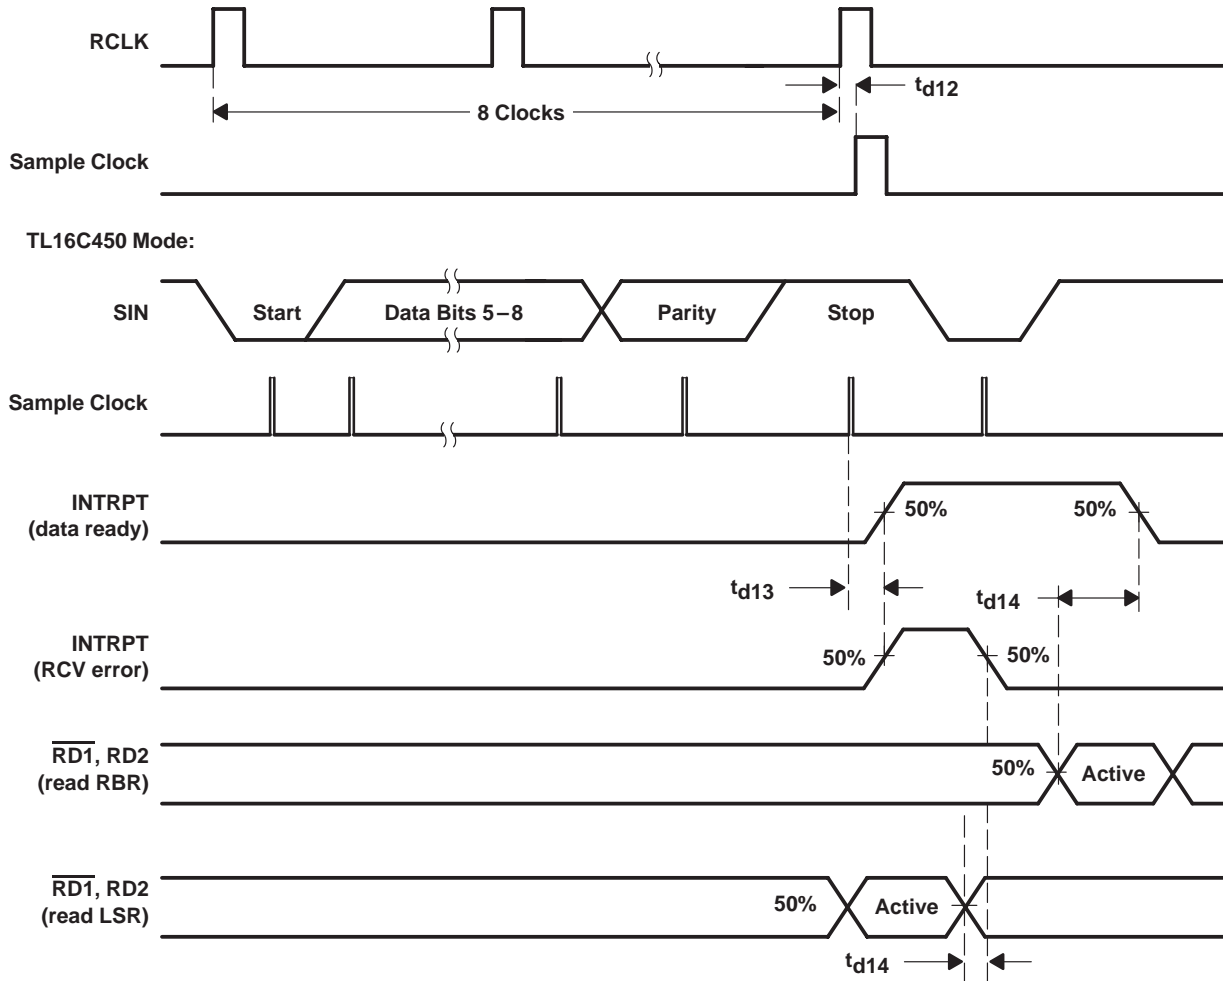 RCLK
td12
8 Clocks
Sample Clock
TL16C450 Mode:
SIN
Start
Data Bits 5–8
Parity
Stop
Sample Clock
INTRPT
(data ready)
50%
50%
td13
td14
INTRPT
(RCV error)
50%
50%
RD1, RD2
(read RBR)
50%
Active
RD1, RD2
(read LSR)
50%
Active
td14